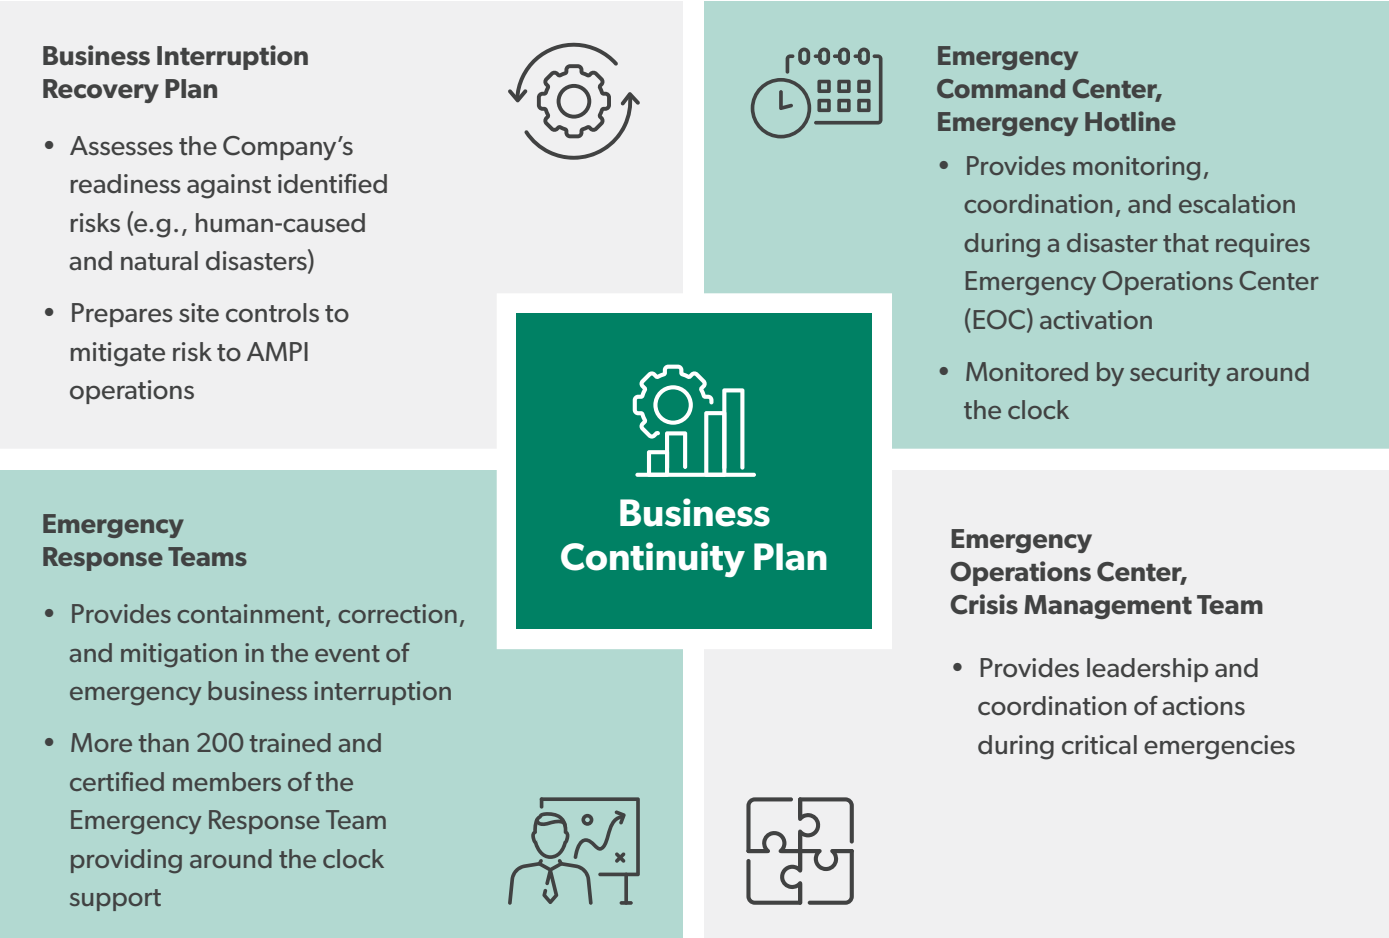 Business Interruption
Recovery Plan
• Assesses the Company’s
readiness against identified
risks (e.g., human-caused
and natural disasters)
• Prepares site controls to
mitigate risk to AMPI
operations
Emergency
Command Center,
Emergency Hotline
• Provides monitoring,
coordination, and escalation
during a disaster that requires
Emergency Operations Center
(EOC) activation
• Monitored by security around
the clock
Business
Continuity Plan
Emergency
Response Teams
• Provides containment, correction,
and mitigation in the event of
emergency business interruption
• More than 200 trained and
certified members of the
Emergency Response Team
providing around the clock
support
Emergency
Operations Center,
Crisis Management Team
• Provides leadership and
coordination of actions
during critical emergencies